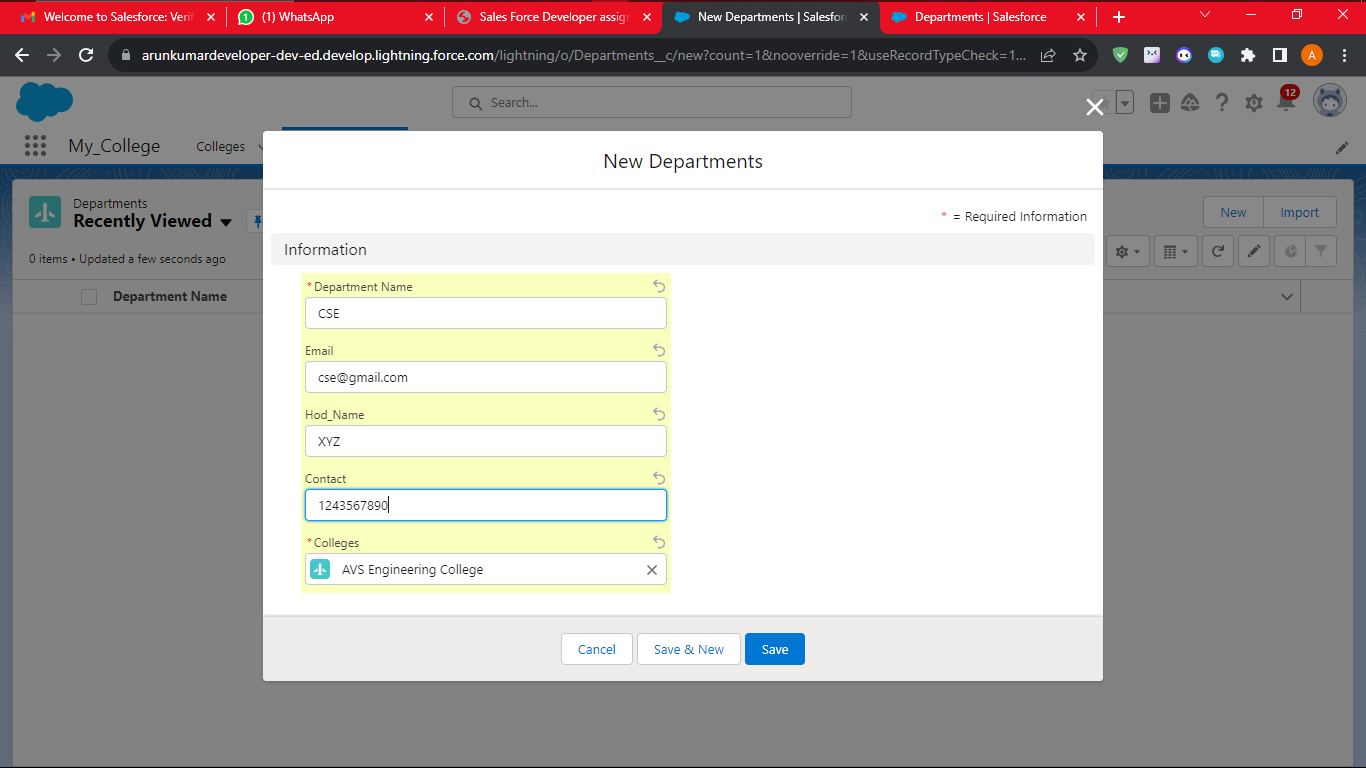 Welcome to Salesforce: Verif
(1) WhatsApp
Sales Force Developer assign
New Departments | Salesfor
Departments | Salesforce
arunkumardeveloper-dev-ed.develop.lightning.force.com/lightning/o/Departments__c/new?count=1&nooverride=1&useRecordTypeCheck=1...
A
Search...
12
My_College
Colleges
New Departments
Departments
Recently Viewed
New
Import
* = Required Information
Information
0 items • Updated a few seconds ago
Department Name
* Department Name
CSE
Email
cse@gmail.com
Hod_Name
XYZ
Contact
1243567890
* Colleges
AVS Engineering College
Cancel
Save & New
Save